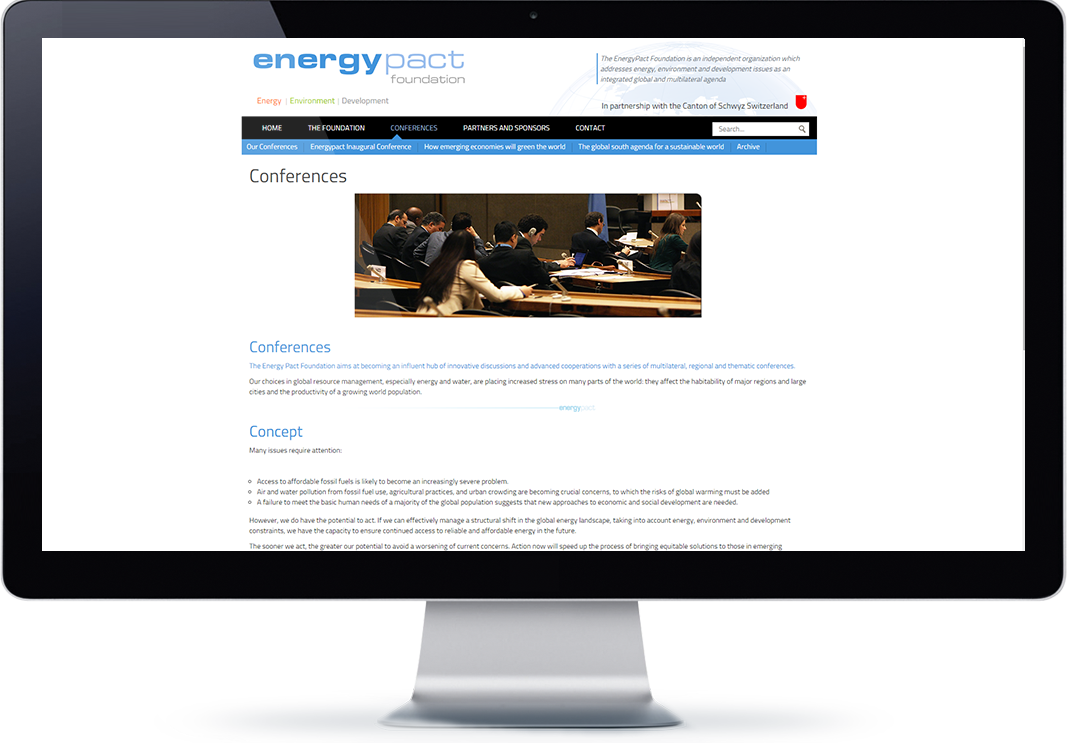 energypact
foundation
The EnergyPact Foundation is an independent organization which
addresses energy, environment and development issues as an
integrated global and multilateral agenda
Energy | Environment | Development
In partnership with the Canton of Schwyz Switzerland
HOME THE FOUNDATION CONFERENCES PARTNERS AND SPONSORS CONTACT Search...
Our Conferences Energypact Inaugural Conference How emerging economies will green the world The global south agenda for a sustainable world Archive
Conferences
Conferences
The Energy Pact Foundation aims at becoming an influent hub of innovative discussions and advanced cooperations with a series of multilateral, regional and thematic conferences.
Our choices in global resource management, especially energy and water, are placing increased stress on many parts of the world: they affect the habitability of major regions and large
cities and the productivity of a growing world population.
energypact
Concept
Many issues require attention:
Access to affordable fossil fuels is likely to become an increasingly severe problem.
Air and water pollution from fossil fuel use, agricultural practices, and urban crowding are becoming crucial concerns, to which the risks of global warming must be added
A failure to meet the basic human needs of a majority of the global population suggests that new approaches to economic and social development are needed.
However, we do have the potential to act. If we can effectively manage a structural shift in the global energy landscape, taking into account energy, environment and development
constraints, we have the capacity to ensure continued access to reliable and affordable energy in the future.
The sooner we act, the greater our potential to avoid a worsening of current concerns. Action now will speed up the process of bringing equitable solutions to those in emerging